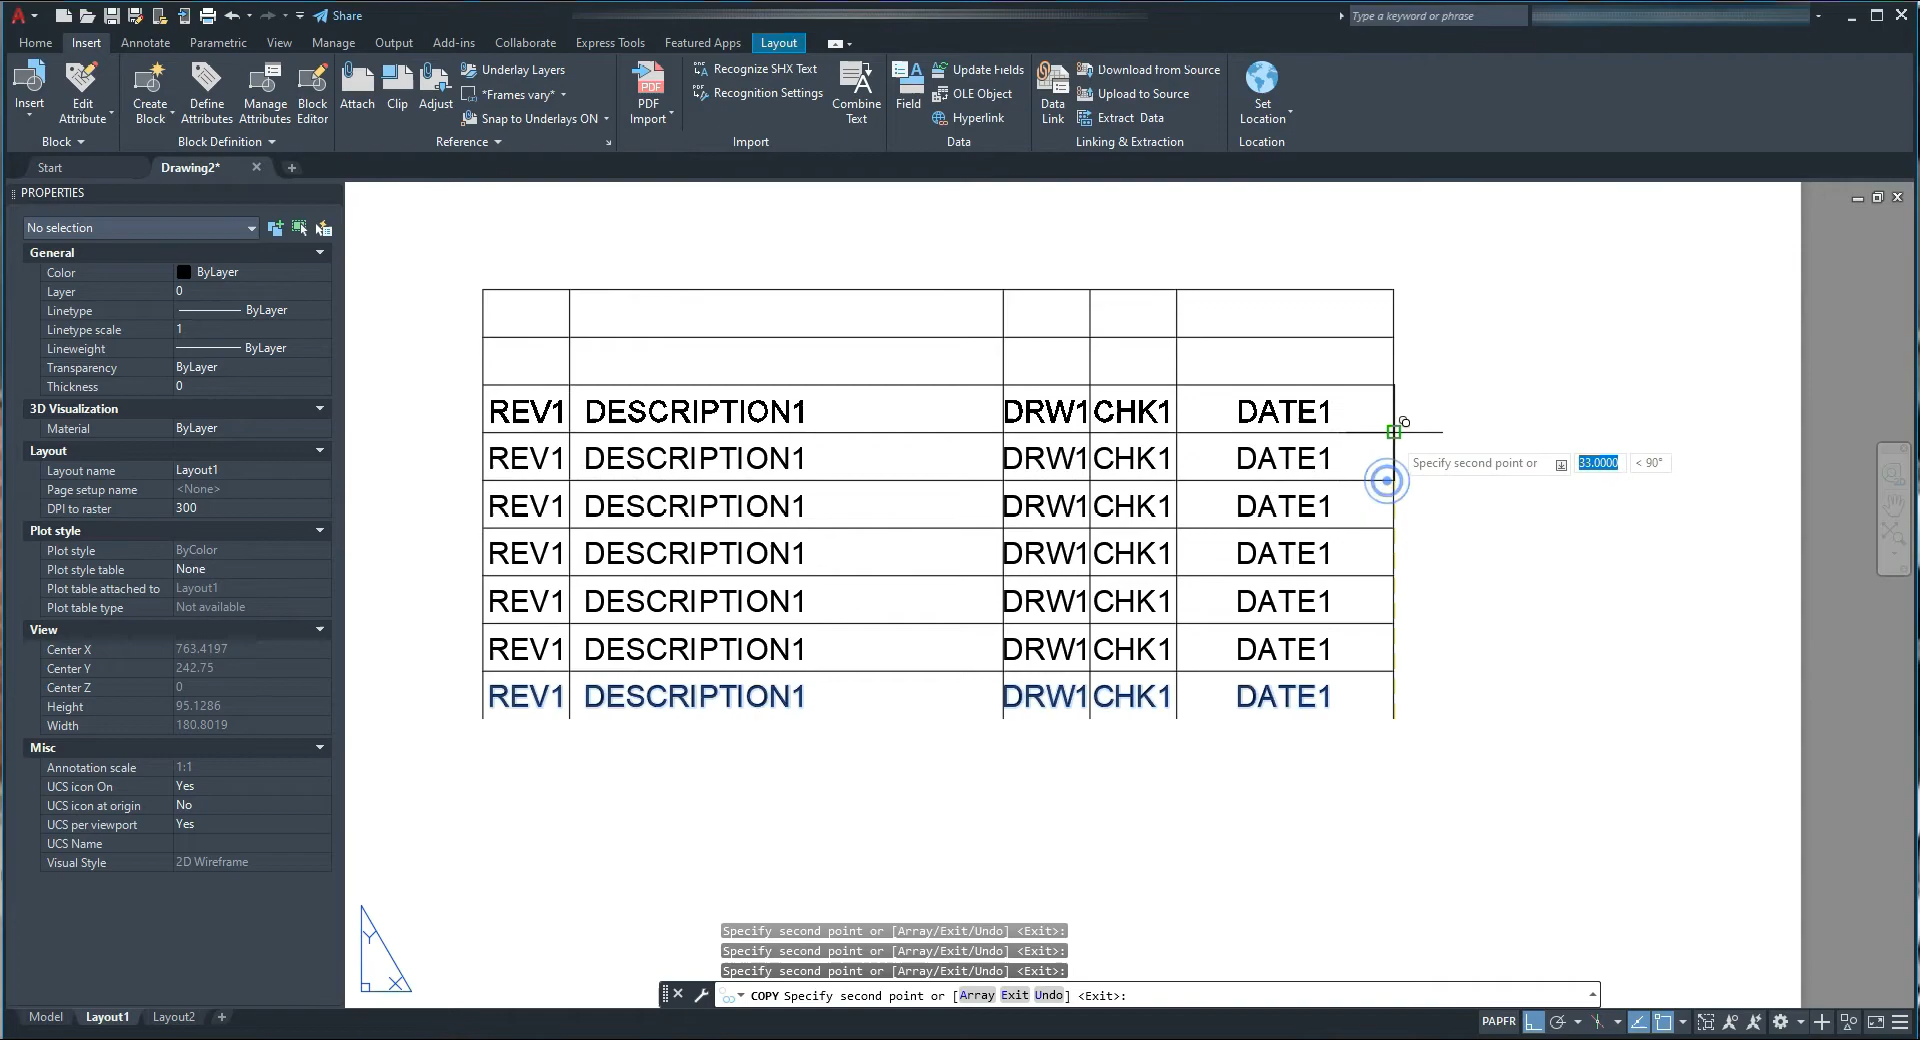 A Share Type a keyword or phrase
Home Insert Annotate Parametric View Manage Output Add-ins Collaborate Express Tools Featured Apps Layout
Insert Edit Attribute Create Block Define Attributes Manage Attributes Block Editor Attach Clip Adjust
Underlay Layers
*Frames vary*
Snap to Underlays ON
PDF
PDF Import
Recognize SHX Text
Recognition Settings
Combine Text
Field
Update Fields
OLE Object
Hyperlink
Data Link
Download from Source
Upload to Source
Extract Data
Set Location
Block Block Definition Reference Import Data Linking & Extraction Location
Start Drawing2*
PROPERTIES
No selection
General
Color ByLayer
Layer 0
Linetype ByLayer
Linetype scale 1
Lineweight ByLayer
Transparency ByLayer
Thickness 0
3D Visualization
Material ByLayer
Layout
Layout name Layout1
Page setup name <None>
DPI to raster 300
Plot style
Plot style ByColor
Plot style table None
Plot table attached to Layout1
Plot table type Not available
View
Center X 763.4197
Center Y 242.75
Center Z 0
Height 95.1286
Width 180.8019
Misc
Annotation scale 1:1
UCS icon On Yes
UCS icon at origin No
UCS per viewport Yes
UCS Name
Visual Style 2D Wireframe
REV1 DESCRIPTION1 DRW1 CHK1 DATE1
REV1 DESCRIPTION1 DRW1 CHK1 DATE1
Specify second point or 33.0000 < 90°
REV1 DESCRIPTION1 DRW1 CHK1 DATE1
REV1 DESCRIPTION1 DRW1 CHK1 DATE1
REV1 DESCRIPTION1 DRW1 CHK1 DATE1
REV1 DESCRIPTION1 DRW1 CHK1 DATE1
REV1 DESCRIPTION1 DRW1 CHK1 DATE1
Y
X
Specify second point or [Array/Exit/Undo] <Exit>:
Specify second point or [Array/Exit/Undo] <Exit>:
Specify second point or [Array/Exit/Undo] <Exit>:
COPY Specify second point or [Array Exit Undo] <Exit>:
Model Layout1 Layout2 +
PAPER